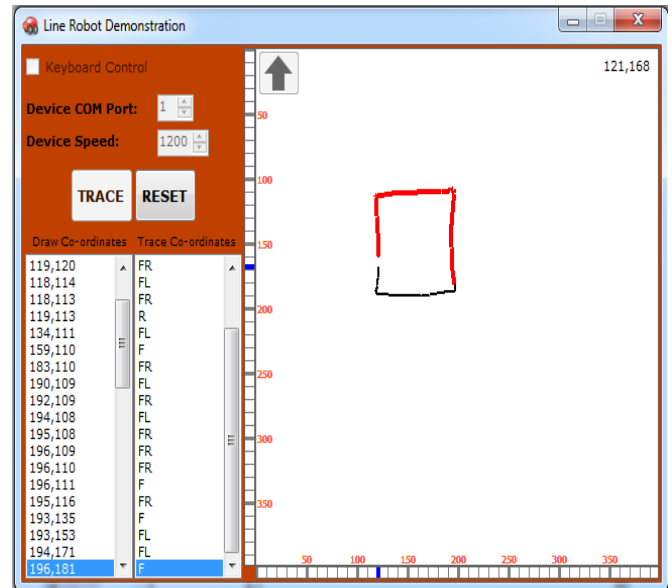 Line Robot Demonstration
Keyboard Control
Device COM Port: 1
Device Speed: 1200
TRACE RESET
Draw Co-ordinates Trace Co-ordinates
119,120 FR
118,114 FL
118,113 FR
119,113 R
134,111 FL
159,110 F
183,110 FR
190,109 FL
192,109 FR
194,108 FL
195,108 FR
196,109 FR
196,110 FR
196,111 F
195,116 FR
193,135 F
193,153 FL
194,171 FL
196,181 F
121,168
50
100
150
200
250
300
350
50 100 150 200 250 300 350